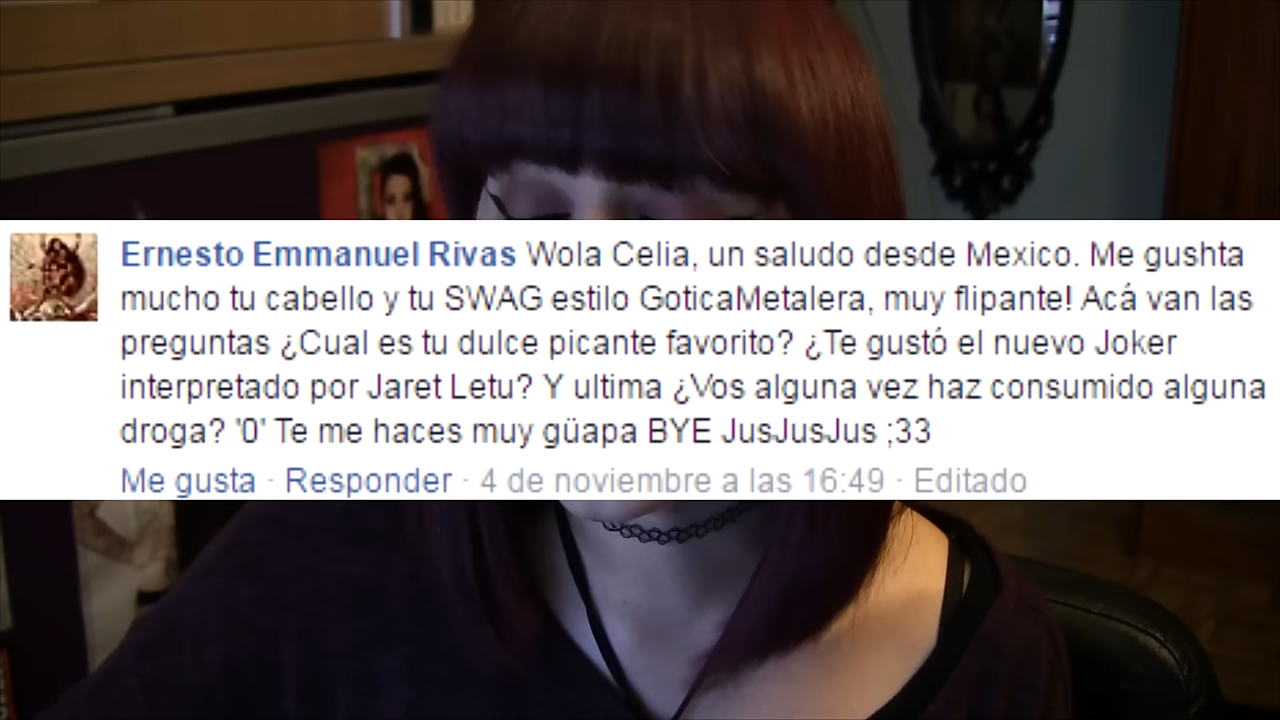 Ernesto Emmanuel Rivas Wola Celia, un saludo desde Mexico. Me gushta
mucho tu cabello y tu SWAG estilo GoticaMetalera, muy flipante! Acá van las
preguntas ¿Cual es tu dulce picante favorito? ¿Te gustó el nuevo Joker
interpretado por Jaret Letu? Y ultima ¿Vos alguna vez haz consumido alguna
droga? '0' Te me haces muy güapa BYE JusJusJus ;33
Me gusta · Responder · 4 de noviembre a las 16:49 · Editado